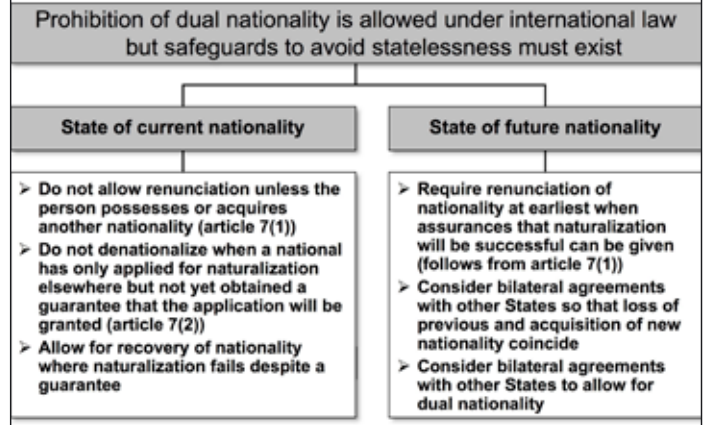 Prohibition of dual nationality is allowed under international law
but safeguards to avoid statelessness must exist
State of current nationality
➢ Do not allow renunciation unless the
person possesses or acquires
another nationality (article 7(1))
➢ Do not denationalize when a national
has only applied for naturalization
elsewhere but not yet obtained a
guarantee that the application will be
granted (article 7(2))
➢ Allow for recovery of nationality
where naturalization fails despite a
guarantee
State of future nationality
➢ Require renunciation of
nationality at earliest when
assurances that naturalization
will be successful can be given
(follows from article 7(1))
➢ Consider bilateral agreements
with other States so that loss of
previous and acquisition of new
nationality coincide
➢ Consider bilateral agreements
with other States to allow for
dual nationality